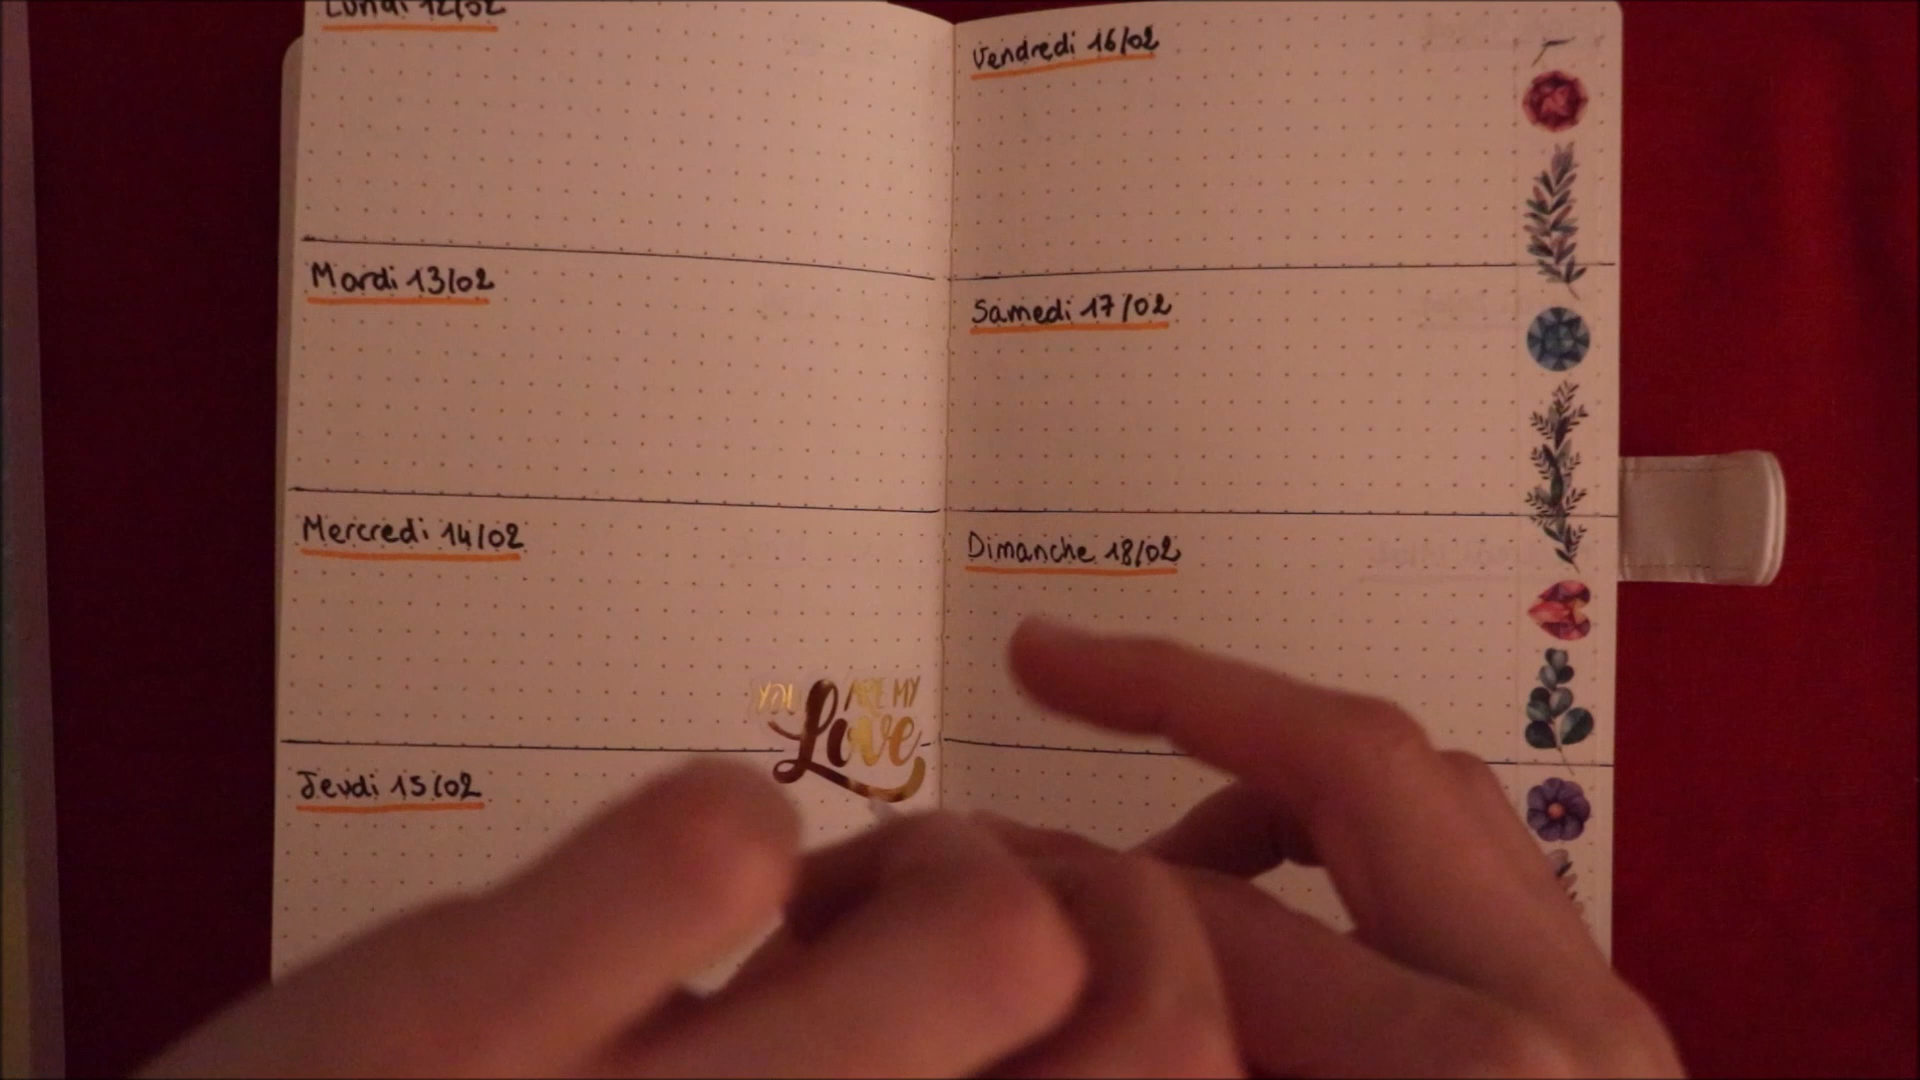 Lundi 12/02
Mardi 13/02
Mercredi 14/02
YOU ARE MY
Love
Jeudi 15/02
Vendredi 16/02
Samedi 17/02
Dimanche 18/02